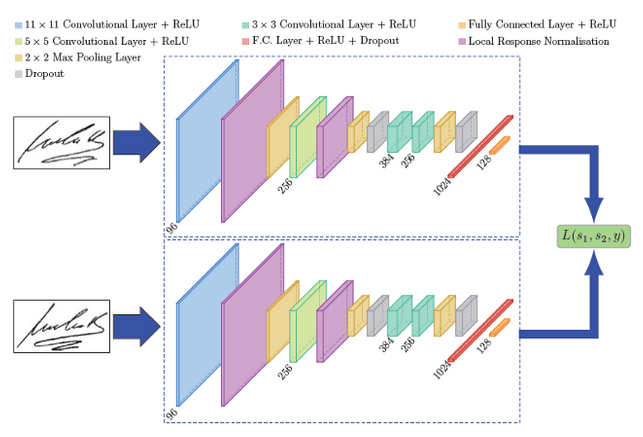 11 × 11 Convolutional Layer + ReLU
3 × 3 Convolutional Layer + ReLU
Fully Connected Layer + ReLU
5 × 5 Convolutional Layer + ReLU
F.C. Layer + ReLU + Dropout
Local Response Normalisation
2 × 2 Max Pooling Layer
Dropout
96
256
384
256
1024
128
L(s₁, s₂, y)
96
256
384
256
1024
128